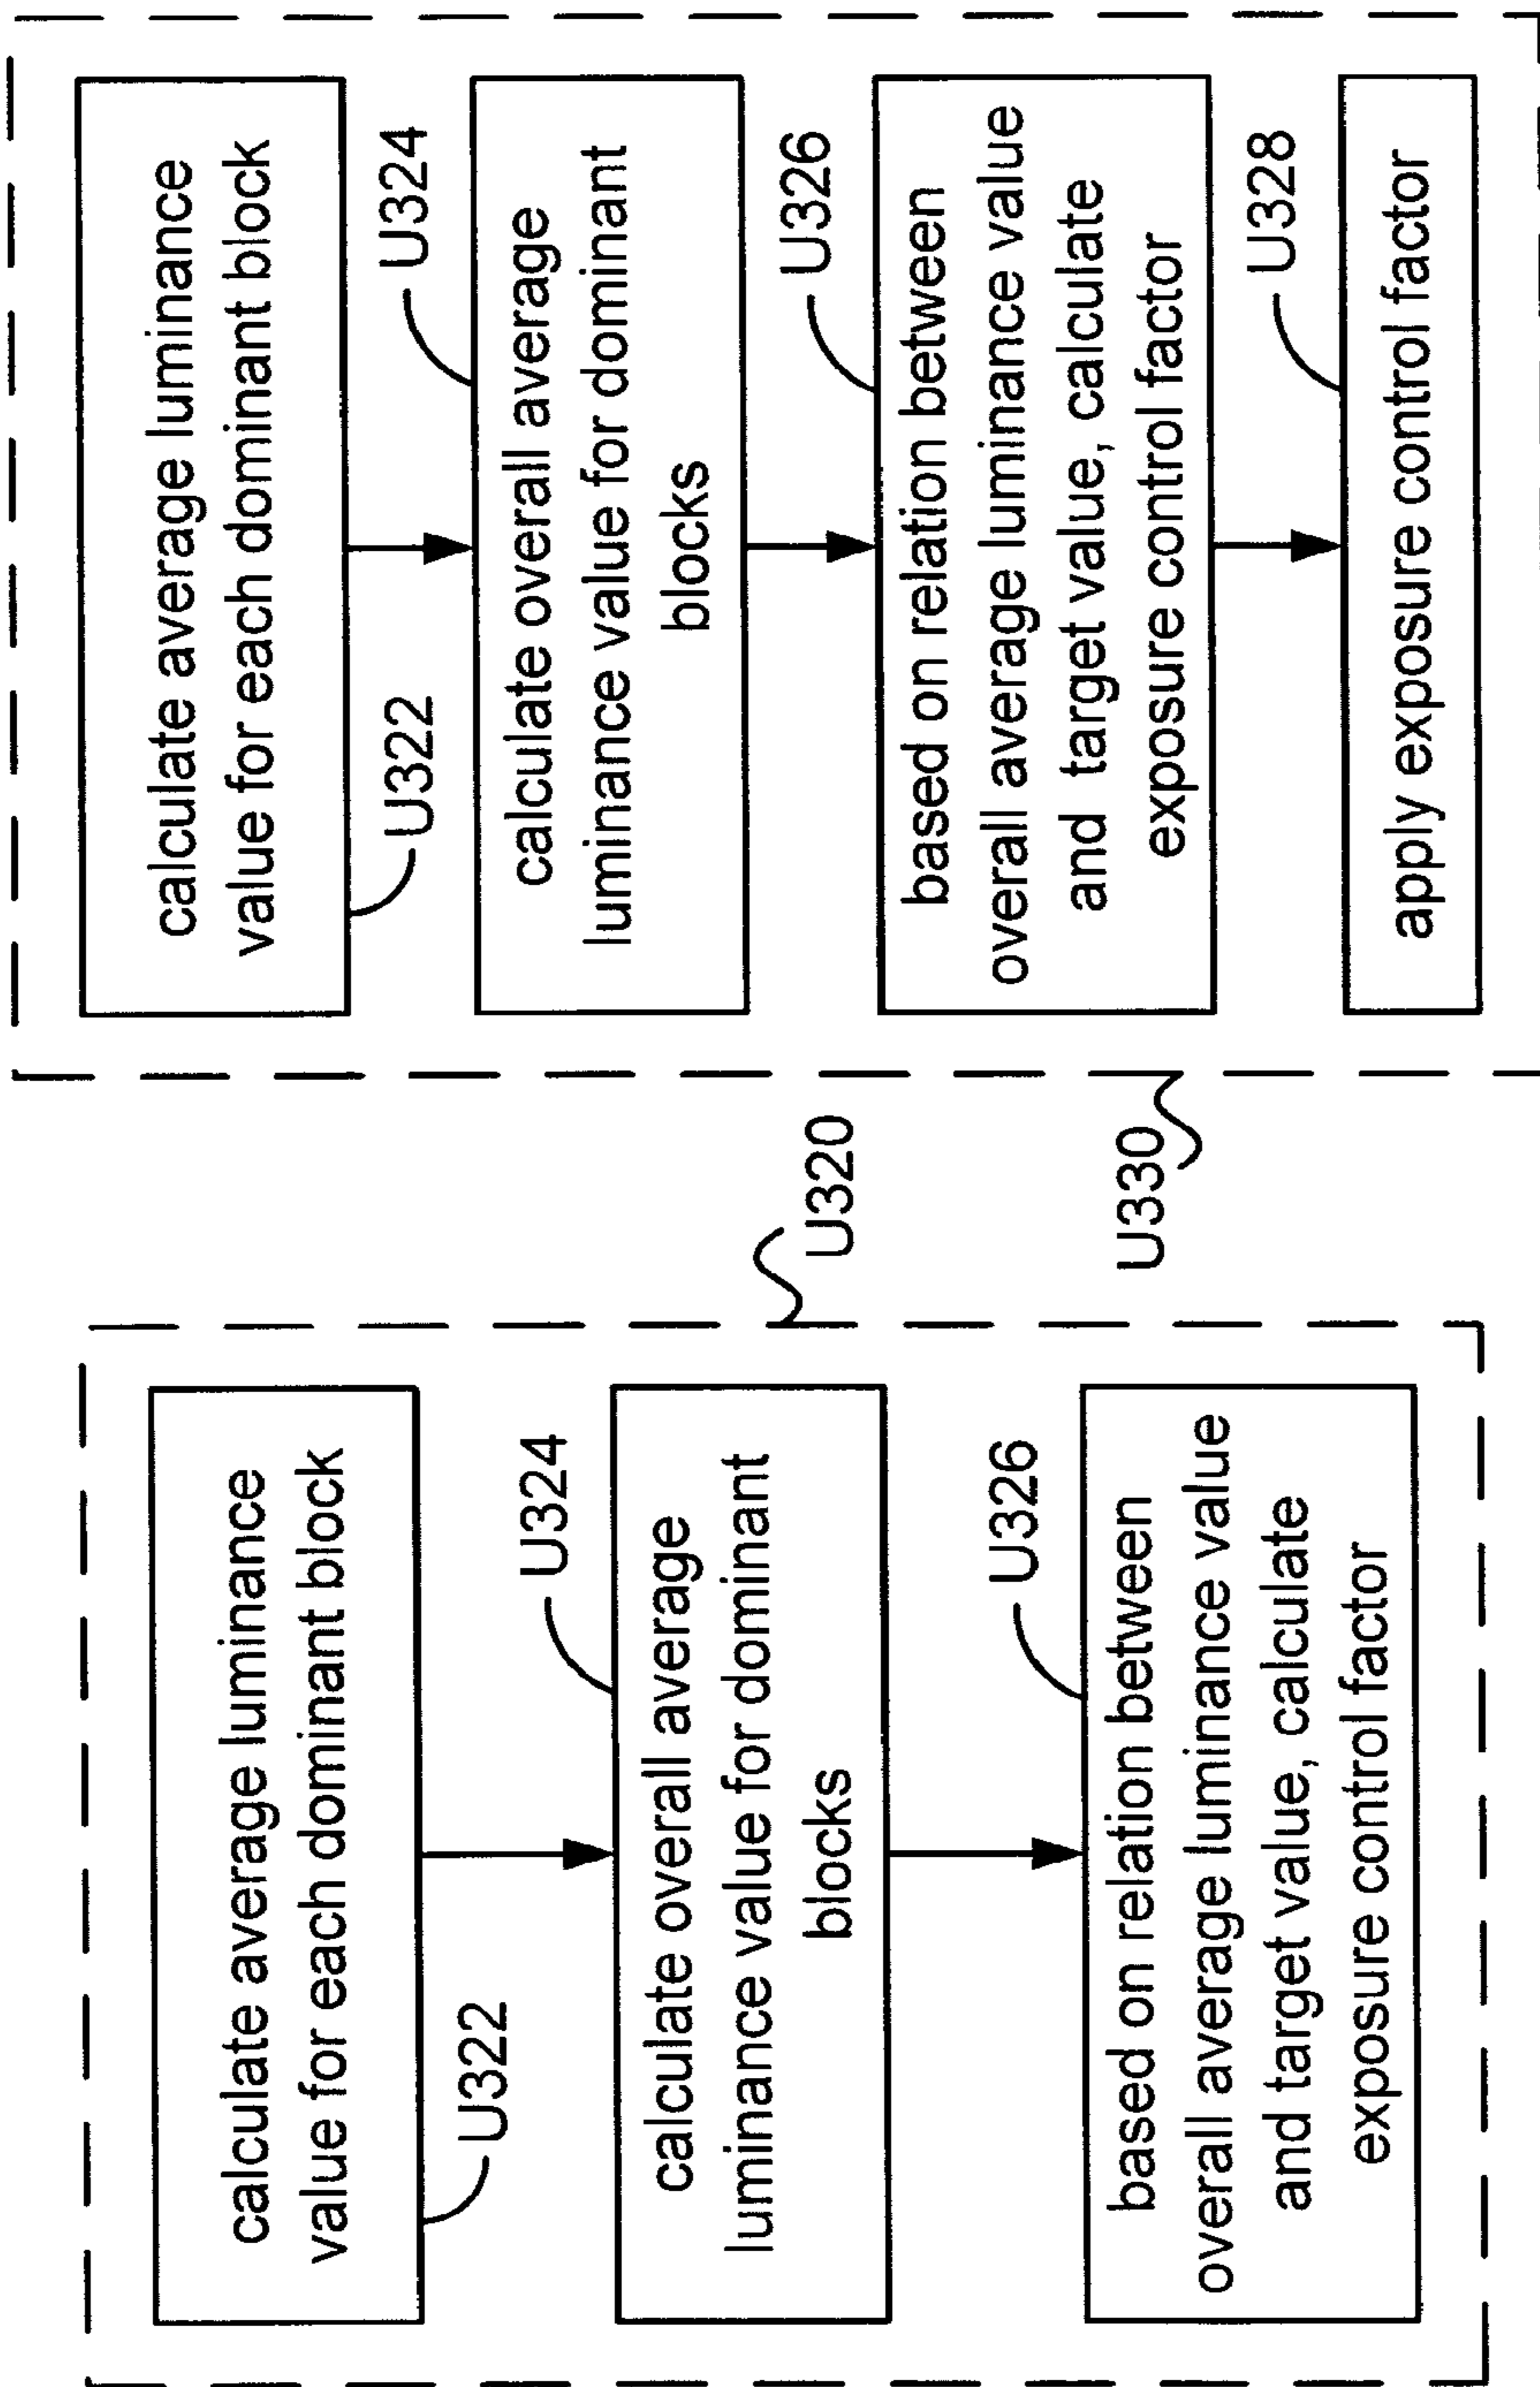 calculate average luminance
value for each dominant block
U322
U324
calculate overall average
luminance value for dominant
blocks
U326
based on relation between
overall average luminance value
and target value, calculate
exposure control factor
U320
U330
calculate average luminance
value for each dominant block
U322
U324
calculate overall average
luminance value for dominant
blocks
U326
based on relation between
overall average luminance value
and target value, calculate
exposure control factor
U328
apply exposure control factor